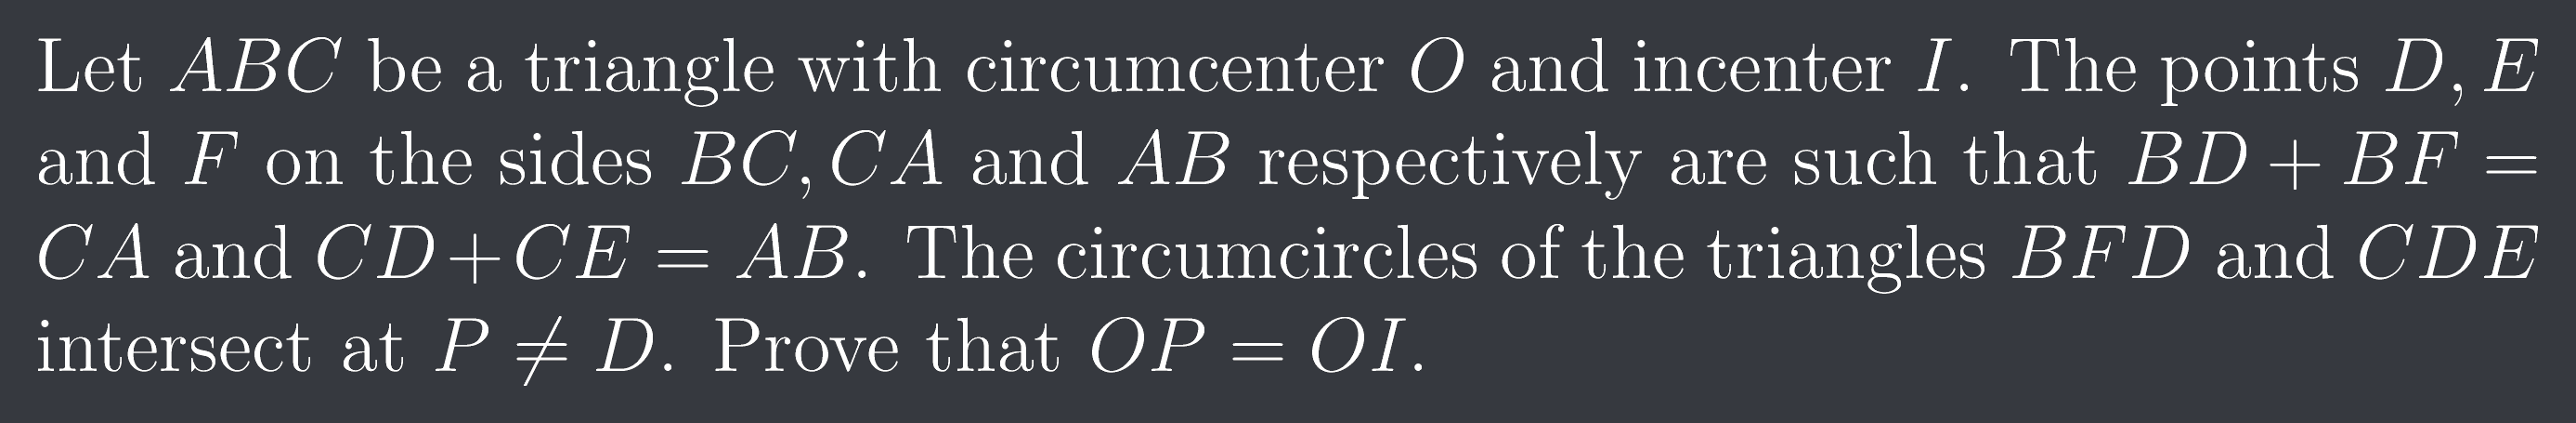 Let ABC be a triangle with circumcenter O and incenter I. The points D, E
and F on the sides BC, CA and AB respectively are such that BD + BF =
CA and CD+CE = AB. The circumcircles of the triangles BFD and CDE
intersect at P ≠ D. Prove that OP = OI.